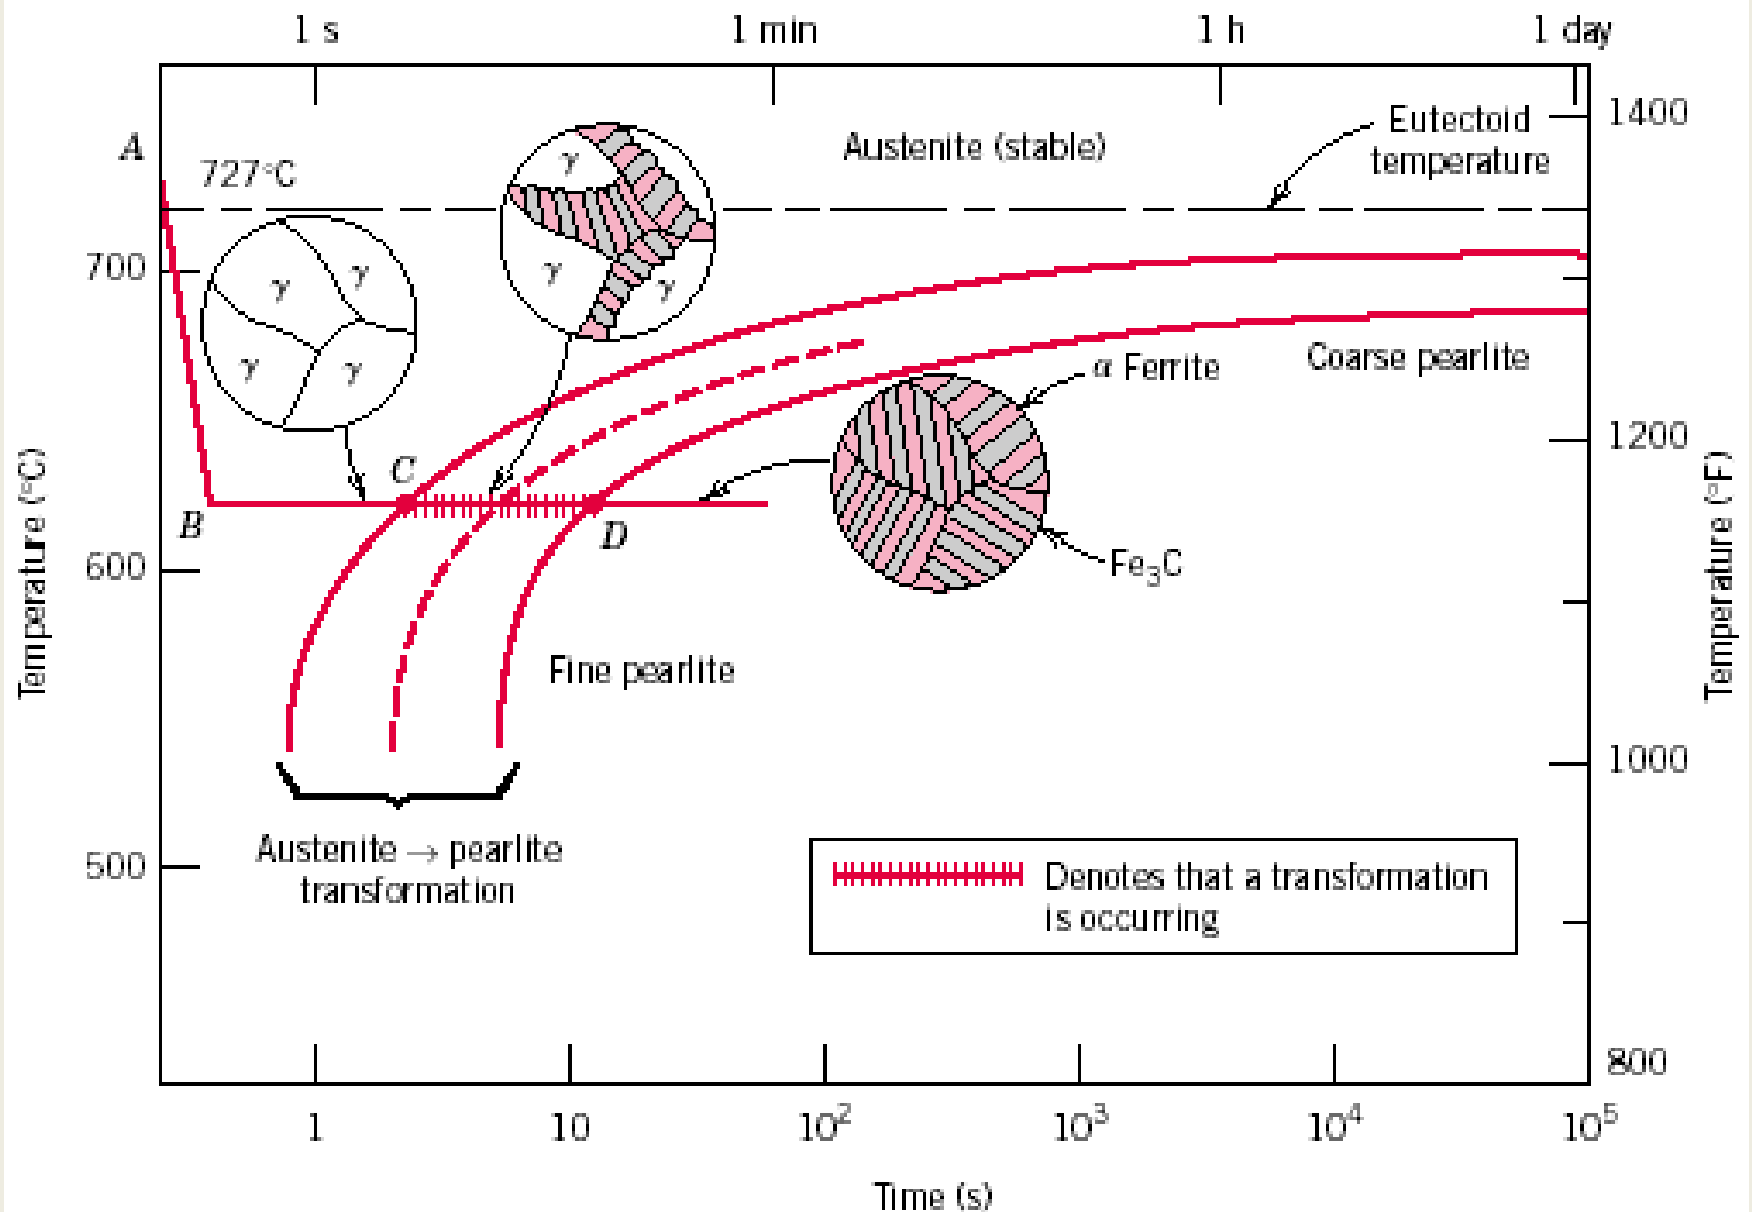 1 s
1 min
1 h
1 day
A
727°C
Austenite (stable)
Eutectoid
temperature
1400
γ
γ
γ
γ
γ
γ
γ
700
α Ferrite
Coarse pearlite
1200
C
B
D
600
Fe₃C
Temperature (°C)
Temperature (°F)
Fine pearlite
1000
Austenite → pearlite
transformation
500
Denotes that a transformation
is occurring
800
1
10
10²
10³
10⁴
10⁵
Time (s)